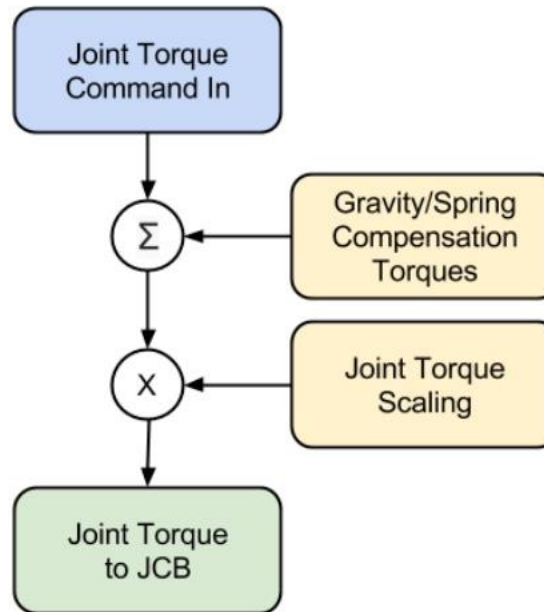 Joint Torque
Command In
Σ
Gravity/Spring
Compensation
Torques
X
Joint Torque
Scaling
Joint Torque
to JCB